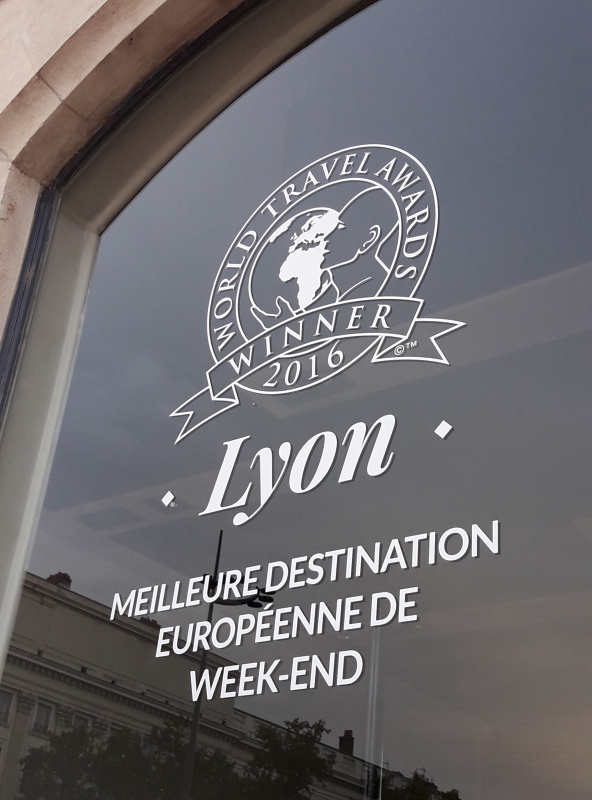 WORLD TRAVEL AWARDS
WINNER
2016
©™
Lyon
MEILLEURE DESTINATION
EUROPÉENNE DE
WEEK-END